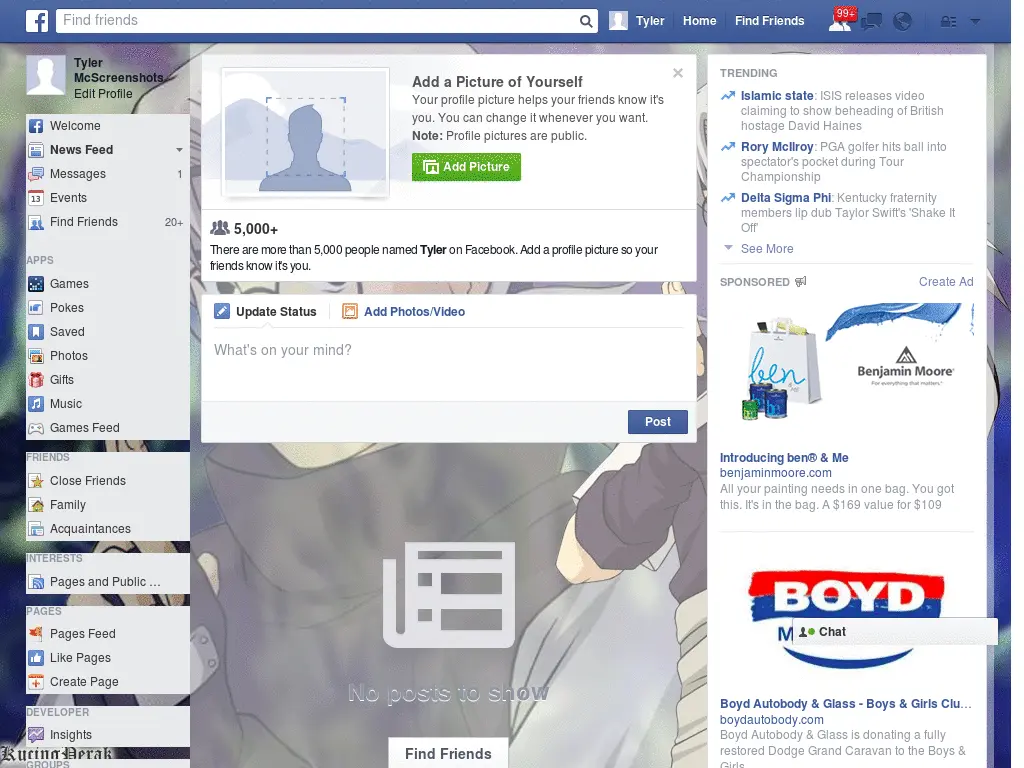 Find friends
Tyler
Home
Find Friends
99+
Tyler
McScreenshots
Edit Profile
Welcome
News Feed
Messages 1
13 Events
Find Friends 20+
APPS
Games
Pokes
Saved
Photos
Gifts
Music
Games Feed
FRIENDS
Close Friends
Family
Acquaintances
INTERESTS
Pages and Public ...
PAGES
Pages Feed
Like Pages
Create Page
DEVELOPER
Insights
Kucing Perak
GROUPS
Add a Picture of Yourself
Your profile picture helps your friends know it's
you. You can change it whenever you want.
Note: Profile pictures are public.
Add Picture
5,000+
There are more than 5,000 people named Tyler on Facebook. Add a profile picture so your
friends know it's you.
Update Status
Add Photos/Video
What's on your mind?
Post
No posts to show
Find Friends
TRENDING
Islamic state: ISIS releases video
claiming to show beheading of British
hostage David Haines
Rory McIlroy: PGA golfer hits ball into
spectator's pocket during Tour
Championship
Delta Sigma Phi: Kentucky fraternity
members lip dub Taylor Swift's 'Shake It
Off'
See More
SPONSORED
Create Ad
ben
Benjamin Moore®
For everything that matters.™
Introducing ben® & Me
benjaminmoore.com
All your painting needs in one bag. You got
this. It's in the bag. A $169 value for $109
BOYD
M
Chat
Boyd Autobody & Glass - Boys & Girls Clu...
boydautobody.com
Boyd Autobody & Glass is donating a fully
restored Dodge Grand Caravan to the Boys &
Girls